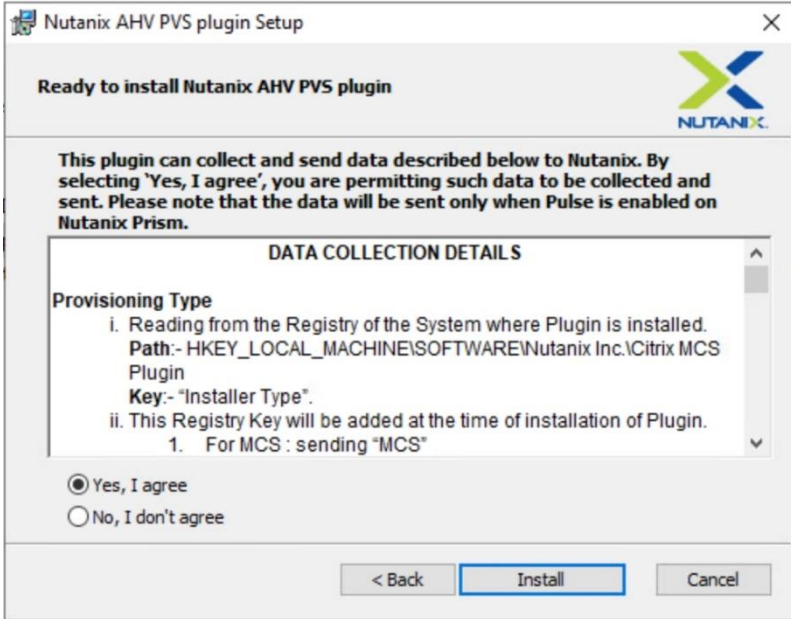 Nutanix AHV PVS plugin Setup
Ready to install Nutanix AHV PVS plugin
NUTANIX.
This plugin can collect and send data described below to Nutanix. By
selecting ‘Yes, I agree’, you are permitting such data to be collected and
sent. Please note that the data will be sent only when Pulse is enabled on
Nutanix Prism.
DATA COLLECTION DETAILS
Provisioning Type
i. Reading from the Registry of the System where Plugin is installed.
Path:- HKEY_LOCAL_MACHINE\SOFTWARE\Nutanix Inc.\Citrix MCS
Plugin
Key:- “Installer Type”.
ii. This Registry Key will be added at the time of installation of Plugin.
1. For MCS : sending “MCS”
Yes, I agree
No, I don't agree
< Back
Install
Cancel